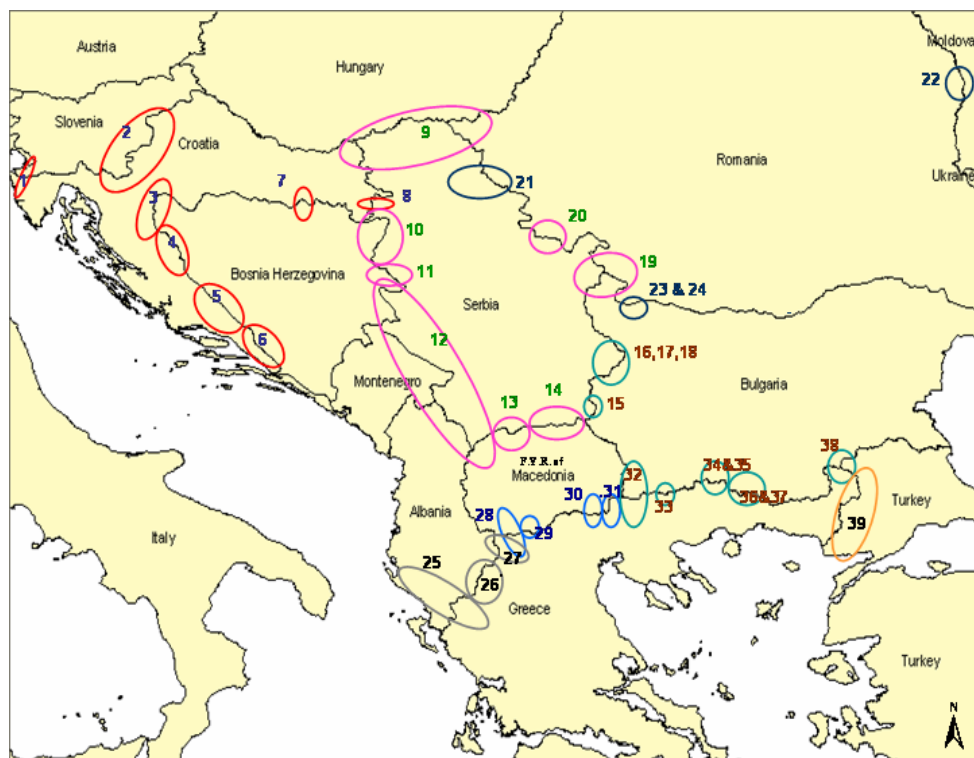 Austria
Moldova
Hungary
22
Slovenia
2
9
Croatia
Romania
Ukraine
1
7
21
3
8
20
4
10
19
11
Bosnia Herzegovina
23 & 24
5
Serbia
6
12
16,17,18
Montenegro
Bulgaria
13
14
15
F.Y.R. of
Macedonia
38
34&35
32
31
30
33
36&37
Turkey
Albania
28
29
39
Italy
27
25
26
Greece
Turkey
N